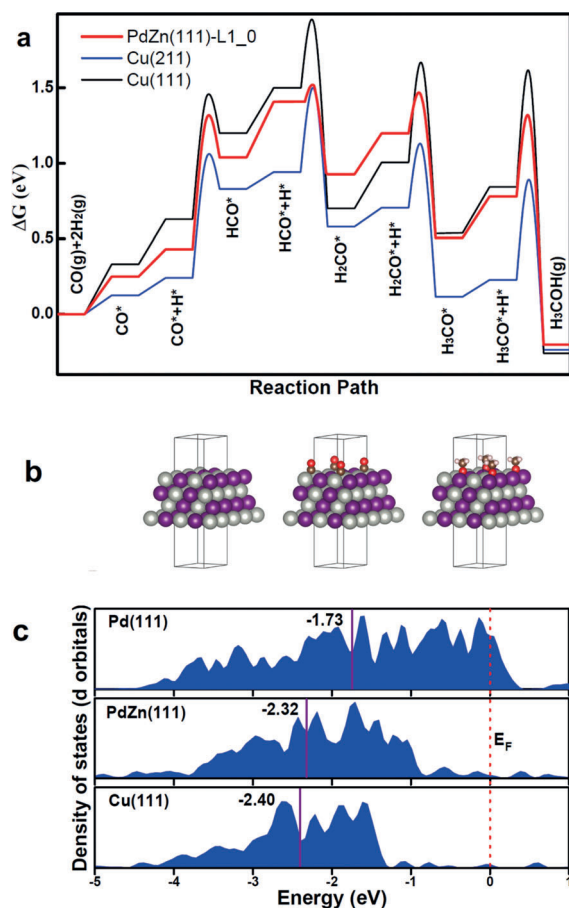 a
PdZn(111)-L1_0
Cu(211)
Cu(111)
1.5
1.0
0.5
0.0
ΔG (eV)
CO(g)+2H₂(g)
CO*
CO*+H*
HCO*
HCO*+H*
H₂CO*
H₂CO*+H*
H₃CO*
H₃CO*+H*
H₃COH(g)
Reaction Path
b
c
Density of states (d orbitals)
Pd(111)
-1.73
PdZn(111)
-2.32
E_F
Cu(111)
-2.40
-5 -4 -3 -2 -1 0 1
Energy (eV)